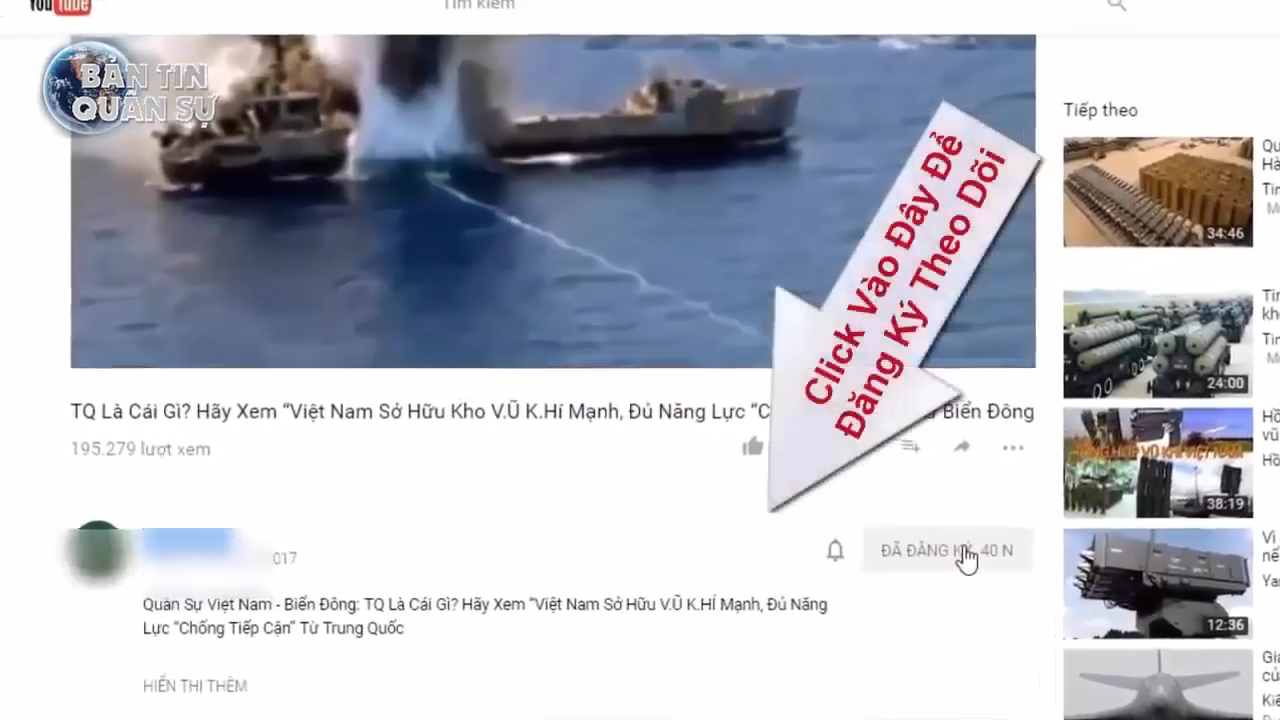 YouTube
Tìm kiếm
BẢN TIN
QUÂN SỰ
Tiếp theo
34:46
24:00
38:19
12:36
Click Vào Đây Để
Đăng Ký Theo Dõi
TQ Là Cái Gì? Hãy Xem “Việt Nam Sở Hữu Kho V.Ũ K.Hí Mạnh, Đủ Năng Lực “C
Biển Đông
195.279 lượt xem
017
ĐÃ ĐĂNG KÝ 40 N
Quân Sự Việt Nam - Biển Đông: TQ Là Cái Gì? Hãy Xem “Việt Nam Sở Hữu V.Ũ K.HÍ Mạnh, Đủ Năng
Lực “Chống Tiếp Cận” Từ Trung Quốc
HIỂN THỊ THÊM